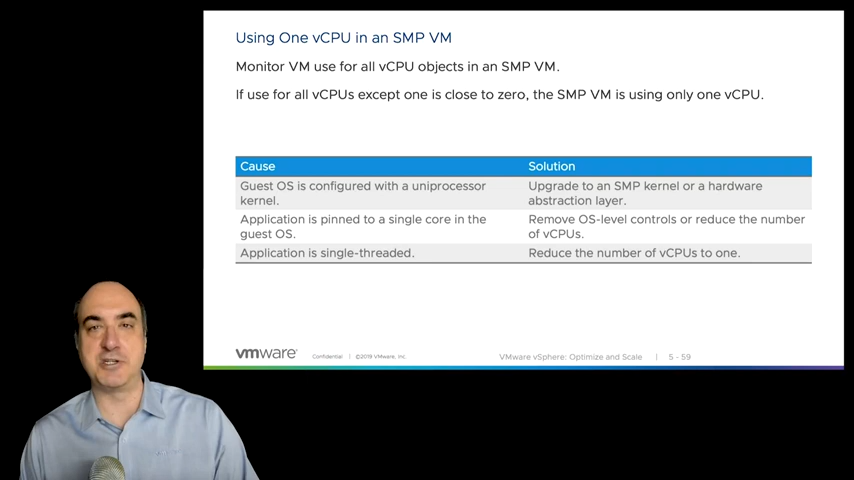 Using One vCPU in an SMP VM
Monitor VM use for all vCPU objects in an SMP VM.
If use for all vCPUs except one is close to zero, the SMP VM is using only one vCPU.
Cause Solution
Guest OS is configured with a uniprocessor kernel. Upgrade to an SMP kernel or a hardware abstraction layer.
Application is pinned to a single core in the guest OS. Remove OS-level controls or reduce the number of vCPUs.
Application is single-threaded. Reduce the number of vCPUs to one.
vmware Confidential | ©2019 VMware, Inc. VMware vSphere: Optimize and Scale | 5 - 59